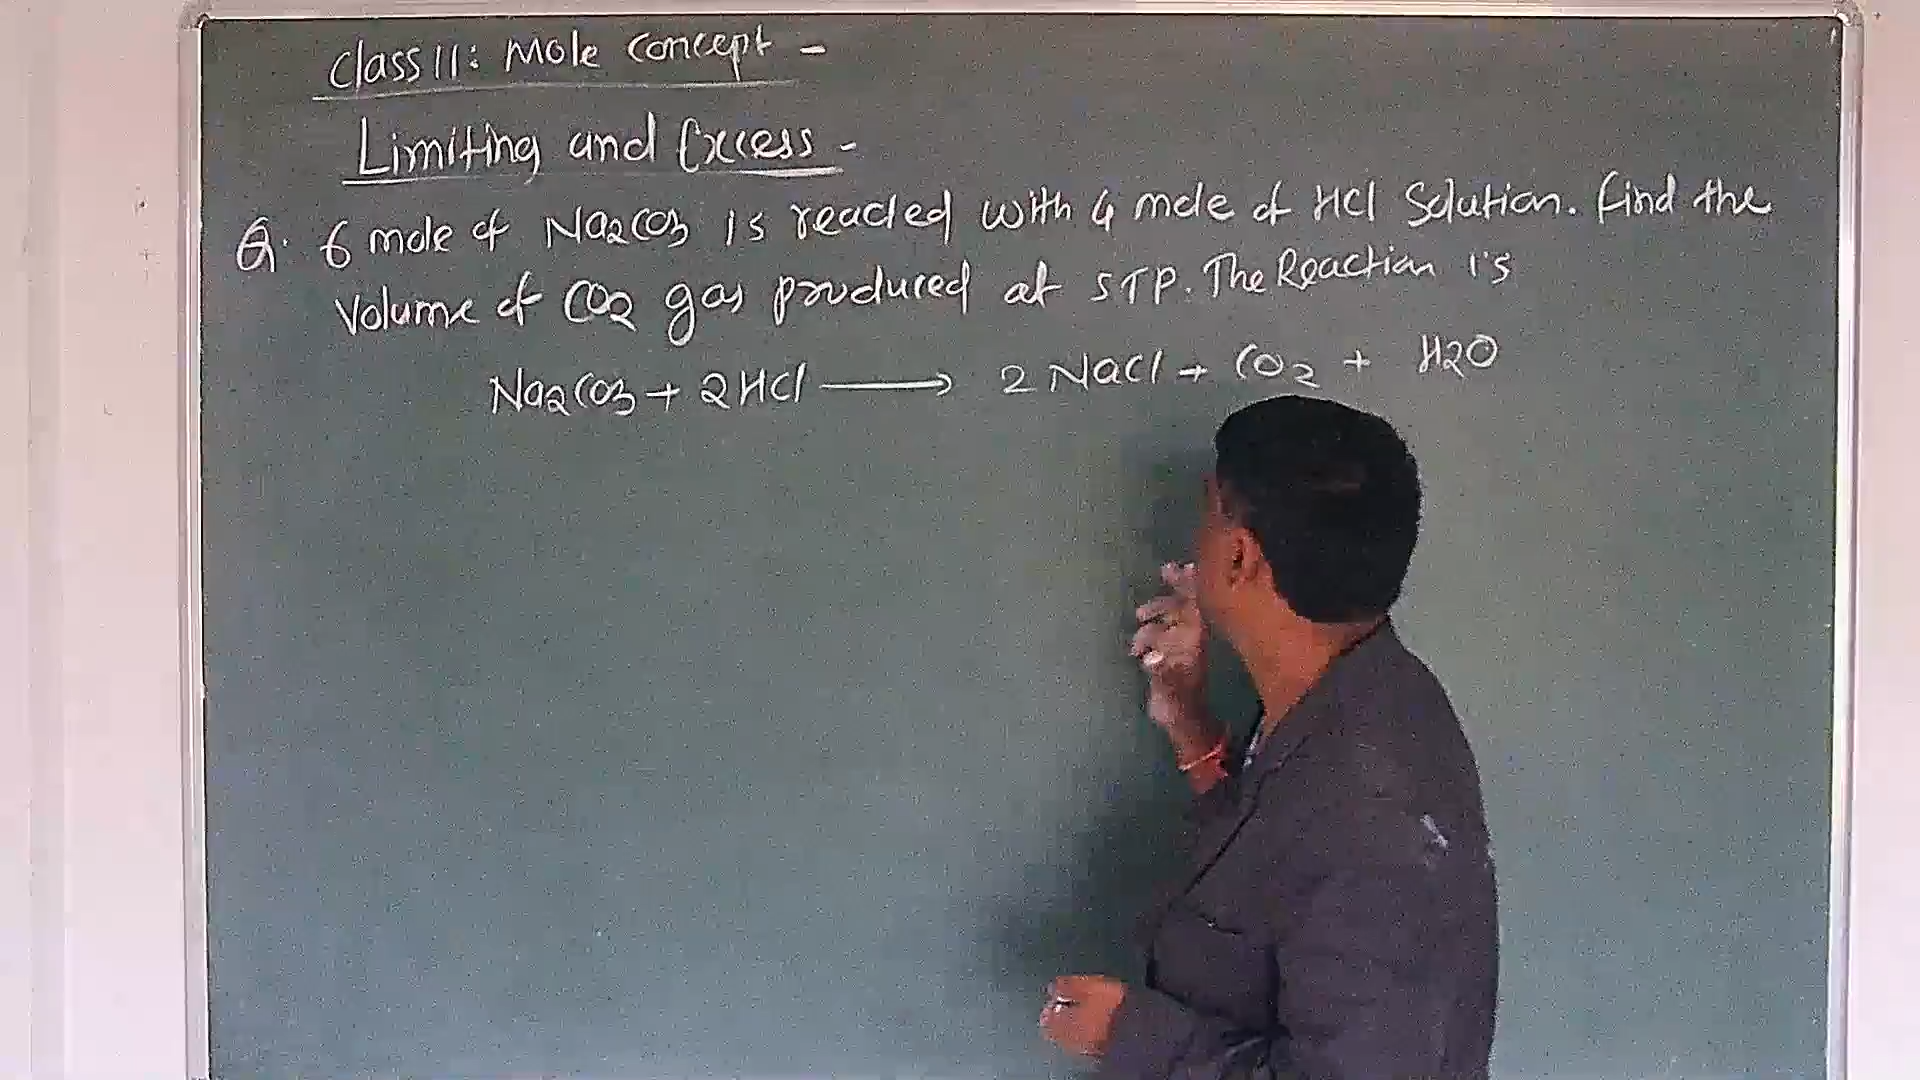 Class 11: Mole Concept -
Limiting and Excess -
Q. 6 mole of Na2CO3 is reacted with 4 mole of HCl Solution. find the
Volume of CO2 gas produced at STP. The Reaction is
Na2CO3 + 2HCl ⟶ 2NaCl + CO2 + H2O